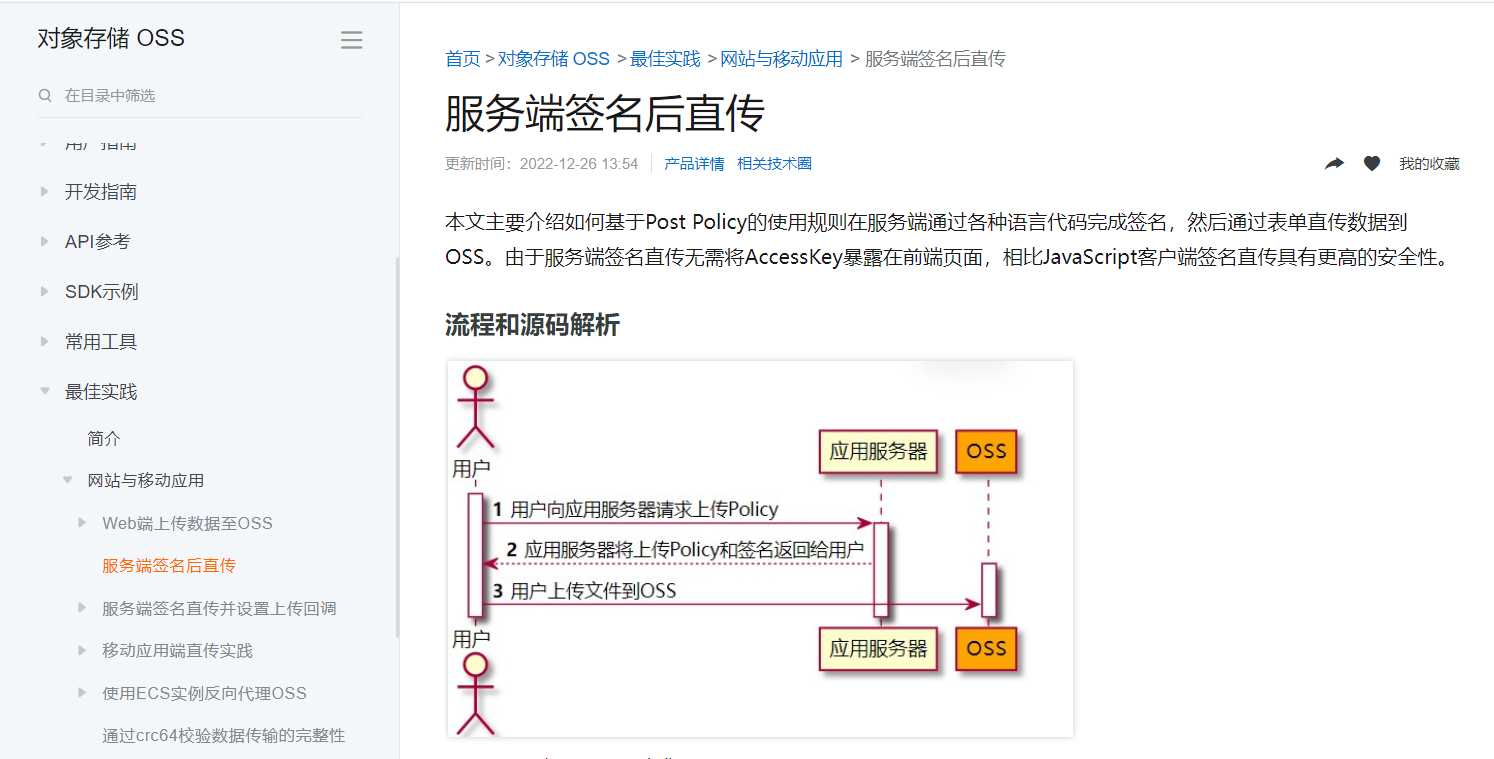 对象存储 OSS
在目录中筛选
用户指南
开发指南
API参考
SDK示例
常用工具
最佳实践
简介
网站与移动应用
Web端上传数据至OSS
服务端签名后直传
服务端签名直传并设置上传回调
移动应用端直传实践
使用ECS实例反向代理OSS
通过crc64校验数据传输的完整性
首页 > 对象存储 OSS > 最佳实践 > 网站与移动应用 > 服务端签名后直传
服务端签名后直传
更新时间：2022-12-26 13:54 产品详情 相关技术圈 我的收藏
本文主要介绍如何基于Post Policy的使用规则在服务端通过各种语言代码完成签名，然后通过表单直传数据到
OSS。由于服务端签名直传无需将AccessKey暴露在前端页面，相比JavaScript客户端签名直传具有更高的安全性。
流程和源码解析
用户
应用服务器 OSS
1 用户向应用服务器请求上传Policy
2 应用服务器将上传Policy和签名返回给用户
3 用户上传文件到OSS
用户
应用服务器 OSS